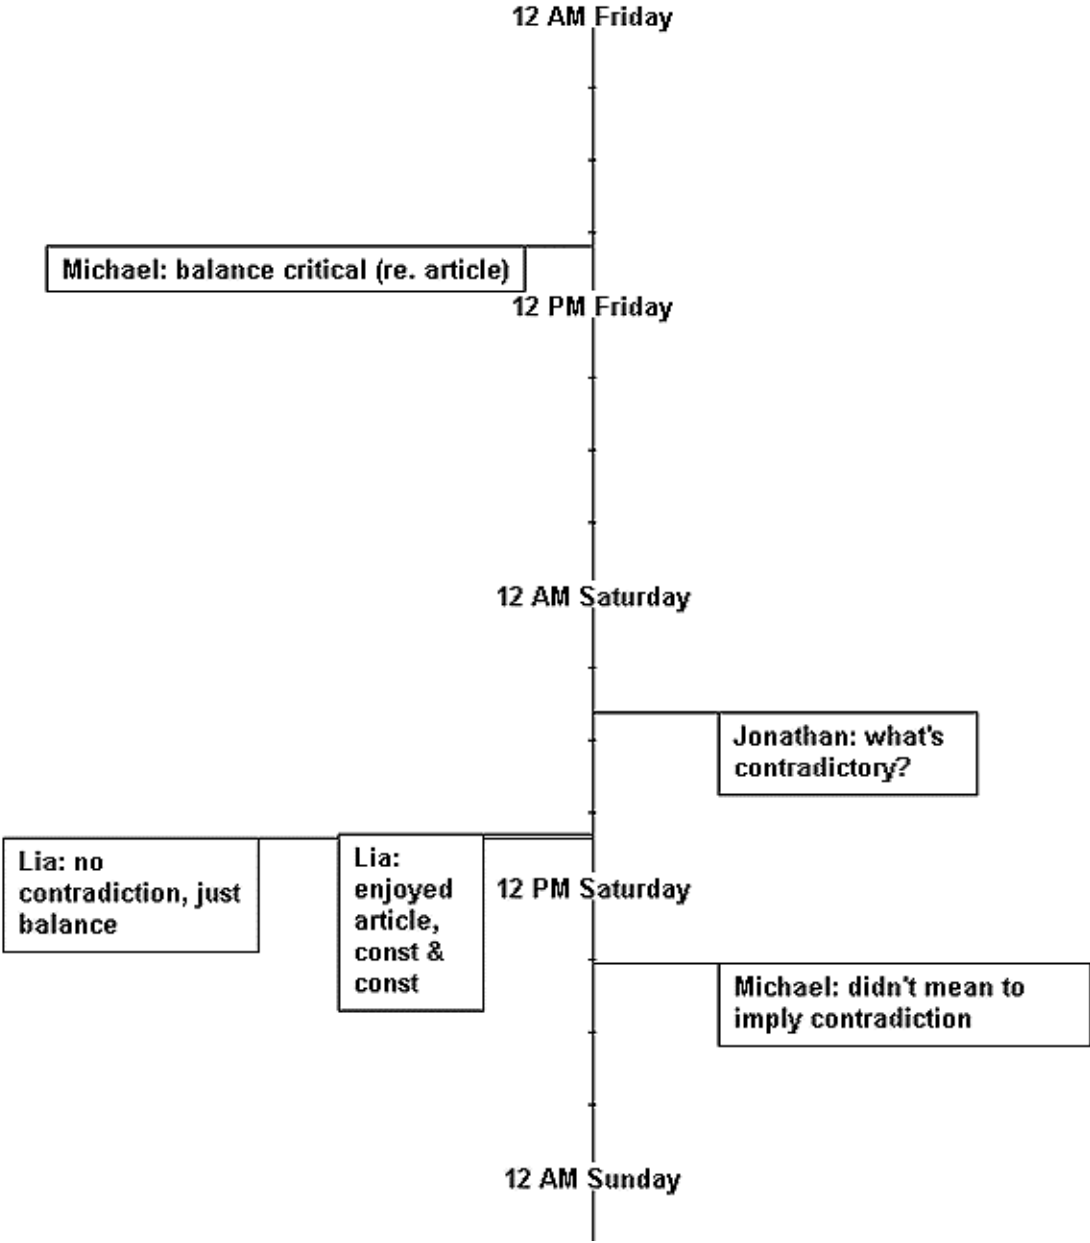 12 AM Friday
Michael: balance critical (re. article)
12 PM Friday
12 AM Saturday
Jonathan: what's
contradictory?
Lia: no
contradiction, just
balance
Lia:
enjoyed
article,
const &
const
12 PM Saturday
Michael: didn't mean to
imply contradiction
12 AM Sunday